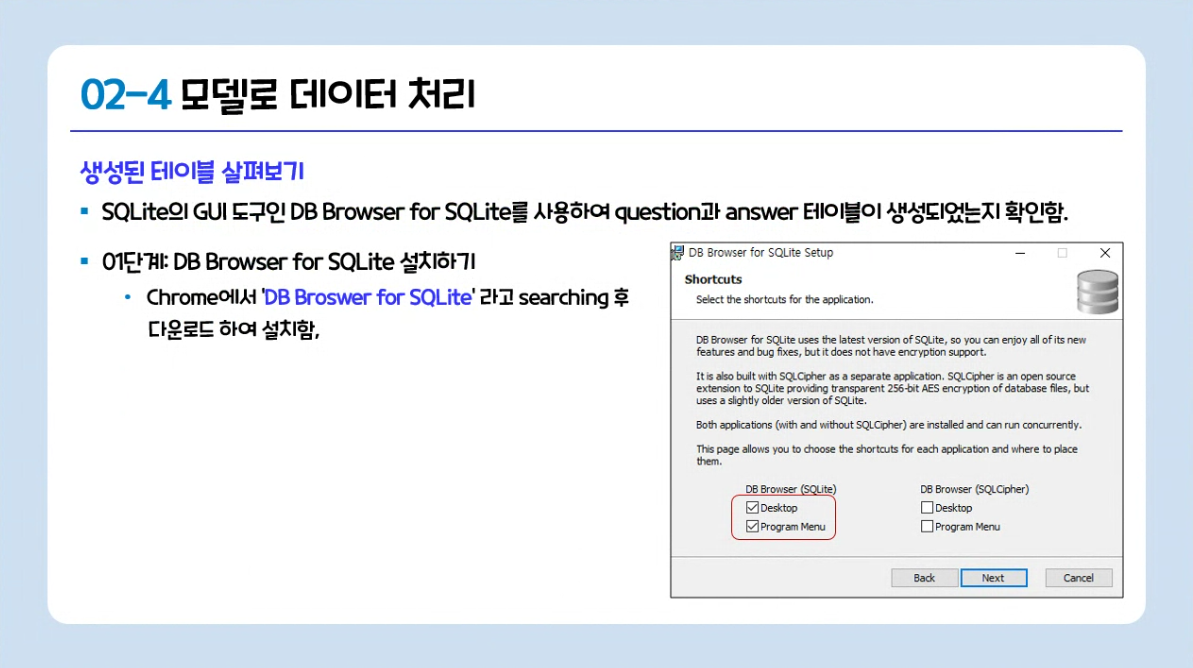 02-4 모델로 데이터 처리
생성된 테이블 살펴보기
SQLite의 GUI 도구인 DB Browser for SQLite를 사용하여 question과 answer 테이블이 생성되었는지 확인함.
01단계: DB Browser for SQLite 설치하기
Chrome에서 'DB Broswer for SQLite' 라고 searching 후
다운로드 하여 설치함,
DB Browser for SQLite Setup
Shortcuts
Select the shortcuts for the application.
DB Browser for SQLite uses the latest version of SQLite, so you can enjoy all of its new
features and bug fixes, but it does not have encryption support.
It is also built with SQLCipher as a separate application. SQLCipher is an open source
extension to SQLite providing transparent 256-bit AES encryption of database files, but
uses a slightly older version of SQLite.
Both applications (with and without SQLCipher) are installed and can run concurrently.
This page allows you to choose the shortcuts for each application and where to place
them.
DB Browser (SQLite)
Desktop
Program Menu
DB Browser (SQLCipher)
Desktop
Program Menu
Back
Next
Cancel